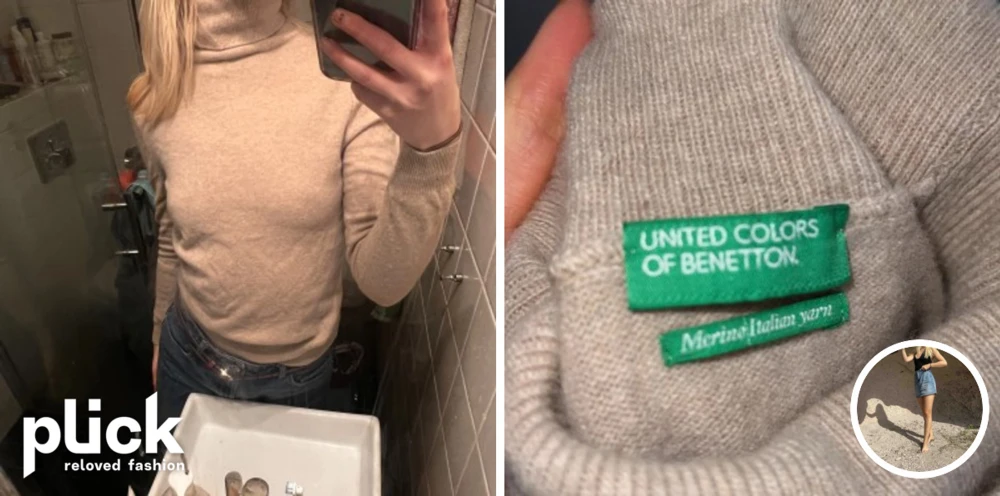 plick
reloved fashion
UNITED COLORS
OF BENETTON.
Merino Italian yarn